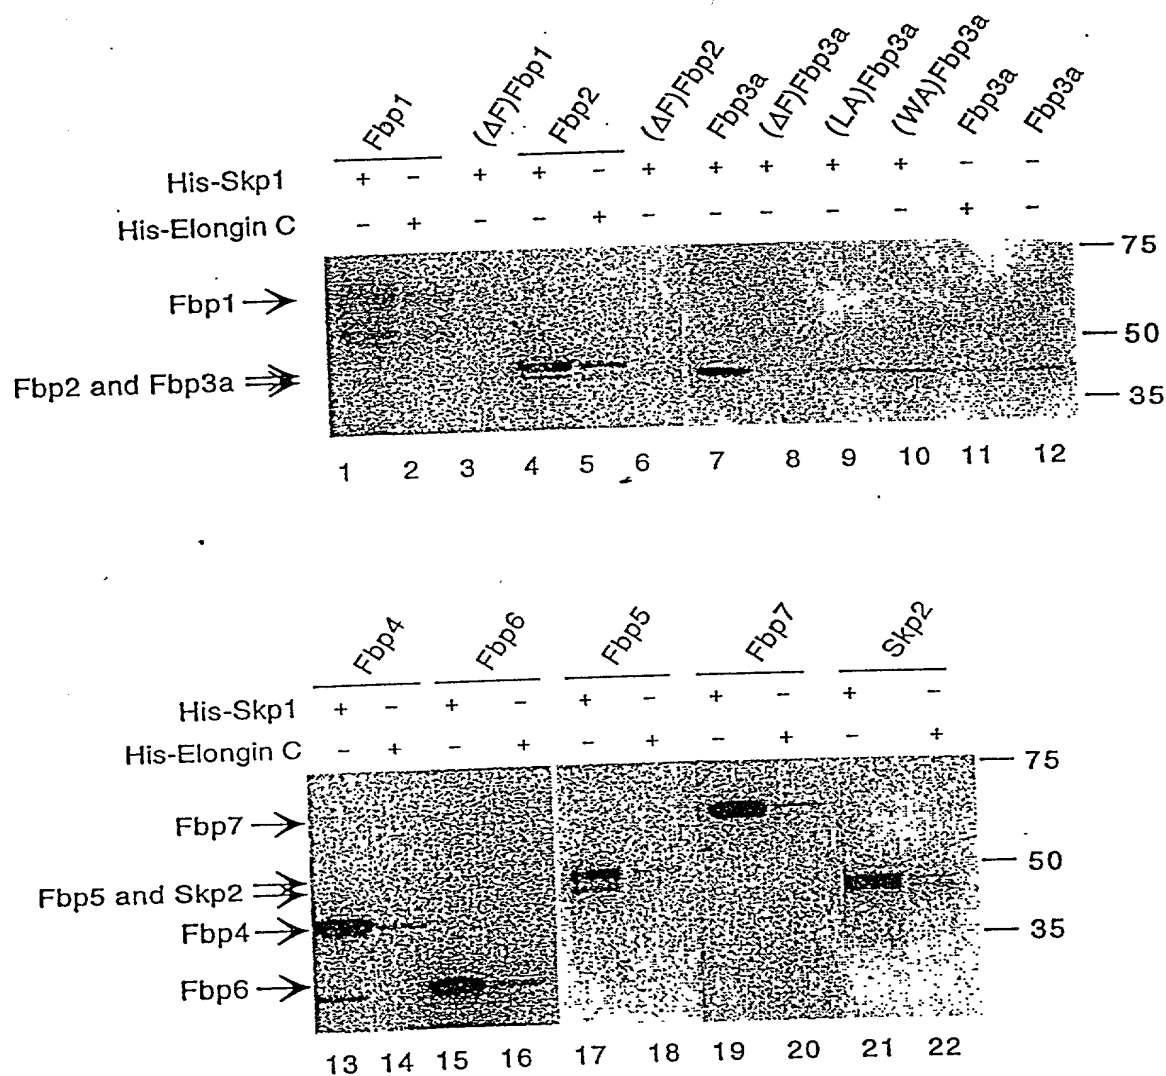 Fbp1 (ΔF)Fbp1 Fbp2 (ΔF)Fbp2 Fbp3a (ΔF)Fbp3a (LA)Fbp3a (WA)Fbp3a Fbp3a Fbp3a
His-Skp1 + − + + − + + + + + − −
His-Elongin C − + − − + − − − − − + −
75
Fbp1
50
Fbp2 and Fbp3a
35
1 2 3 4 5 6 7 8 9 10 11 12
Fbp4 Fbp6 Fbp5 Fbp7 Skp2
His-Skp1 + − + − + − + − + −
His-Elongin C − + − + − + − + − +
75
Fbp7
50
Fbp5 and Skp2
Fbp4
35
Fbp6
13 14 15 16 17 18 19 20 21 22